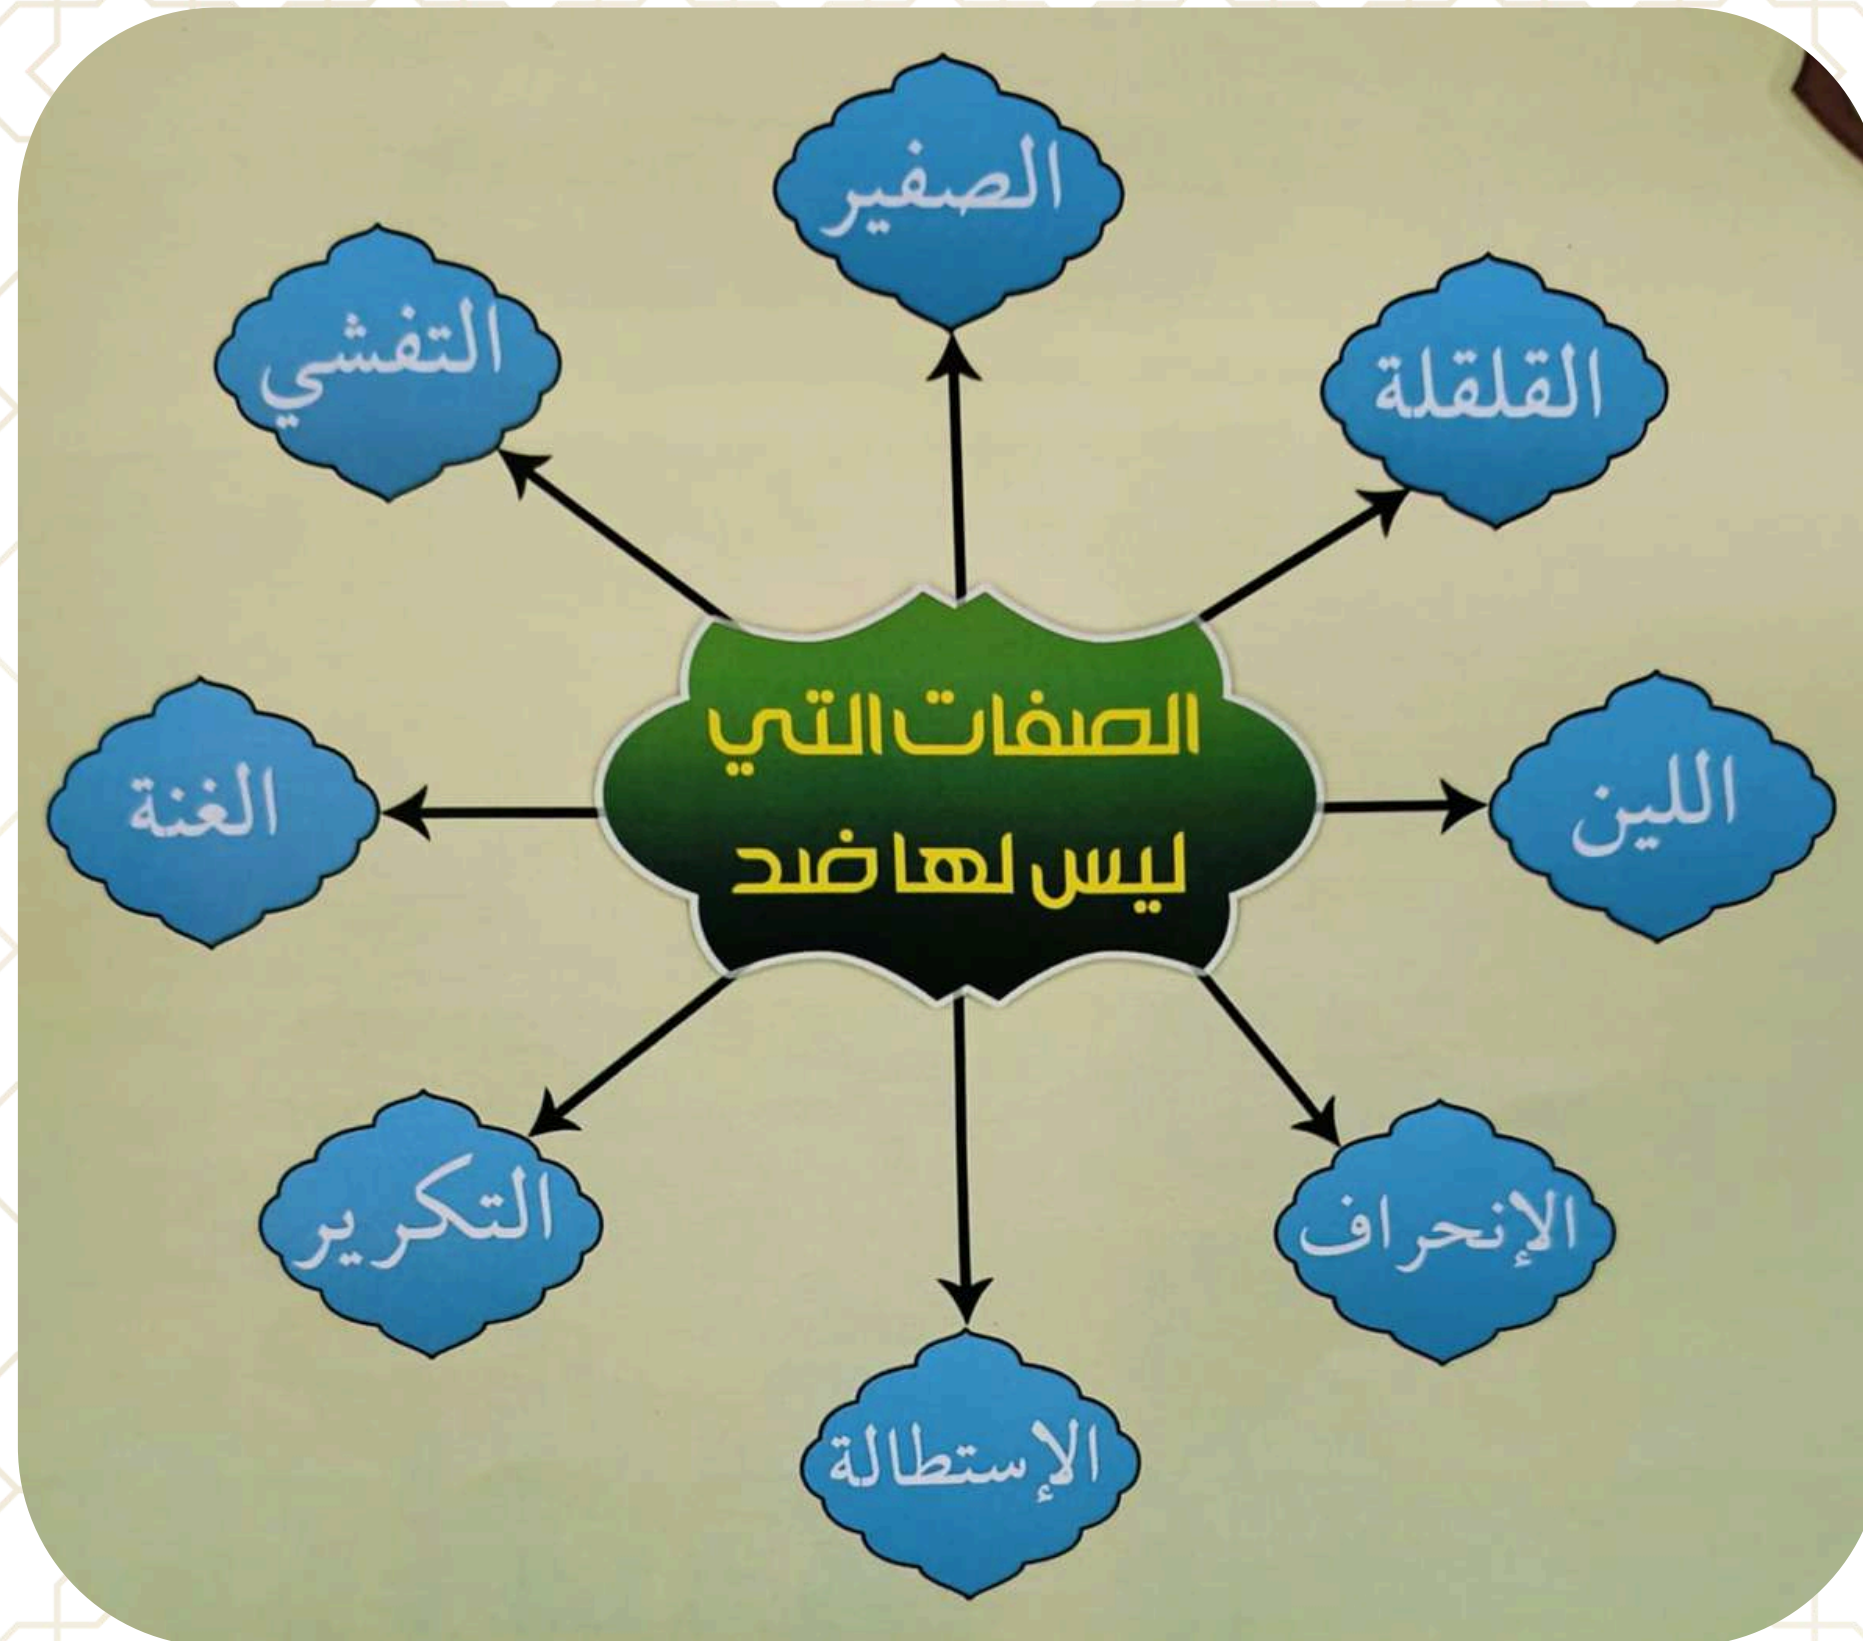 الصفير
القلقلة
التفشي
الصفات التي
ليس لها ضد
اللين
الغنة
الإنحراف
التكرير
الإستطالة